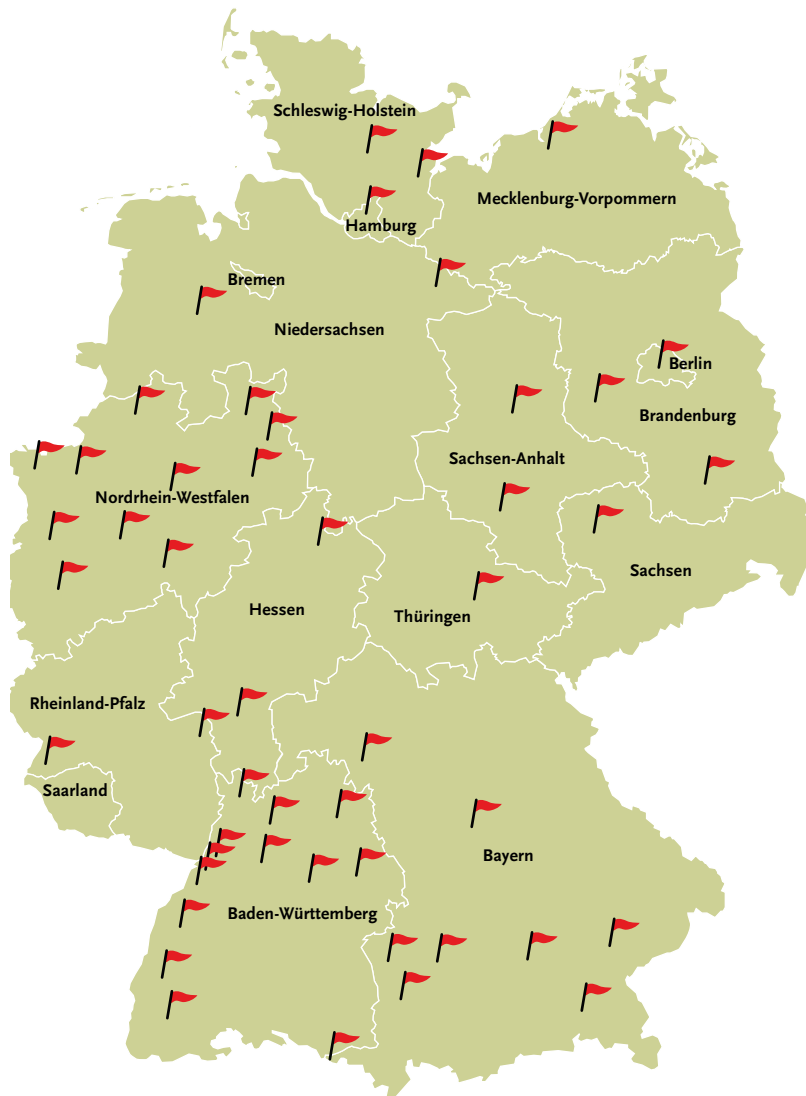 Schleswig-Holstein
Mecklenburg-Vorpommern
Hamburg
Bremen
Niedersachsen
Berlin
Brandenburg
Sachsen-Anhalt
Nordrhein-Westfalen
Sachsen
Hessen
Thüringen
Rheinland-Pfalz
Saarland
Bayern
Baden-Württemberg